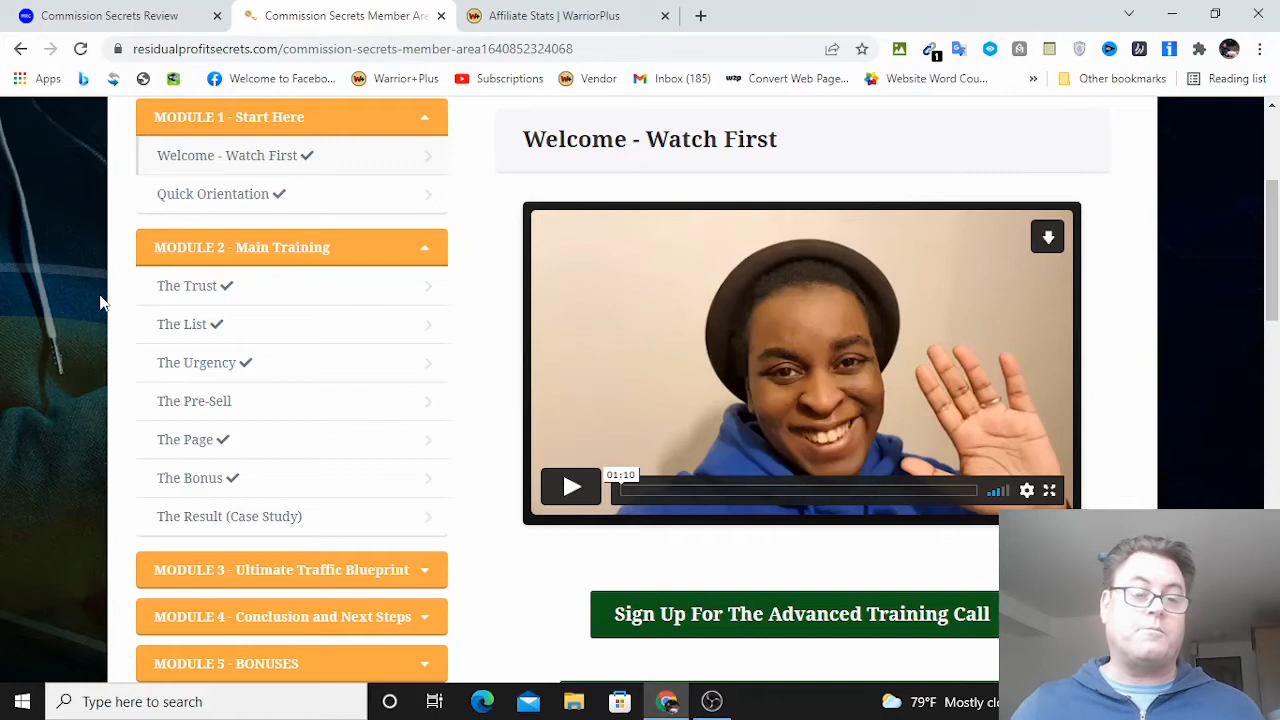 Commission Secrets Review
Commission Secrets Member Are
Affiliate Stats | WarriorPlus
residualprofitsecrets.com/commission-secrets-member-area1640852324068
1
Apps
Welcome to Faceb...
Warrior+Plus
Subscriptions
Vendor
Inbox (185)
Convert Web Page...
Website Word Cou...
»
Other bookmarks
Reading list
MODULE 1 - Start Here
Welcome - Watch First
Quick Orientation
MODULE 2 - Main Training
The Trust
The List
The Urgency
The Pre-Sell
The Page
The Bonus
The Result (Case Study)
MODULE 3 - Ultimate Traffic Blueprint
MODULE 4 - Conclusion and Next Steps
MODULE 5 - BONUSES
Welcome - Watch First
01:10
Sign Up For The Advanced Training Call
Type here to search
79°F Mostly clo